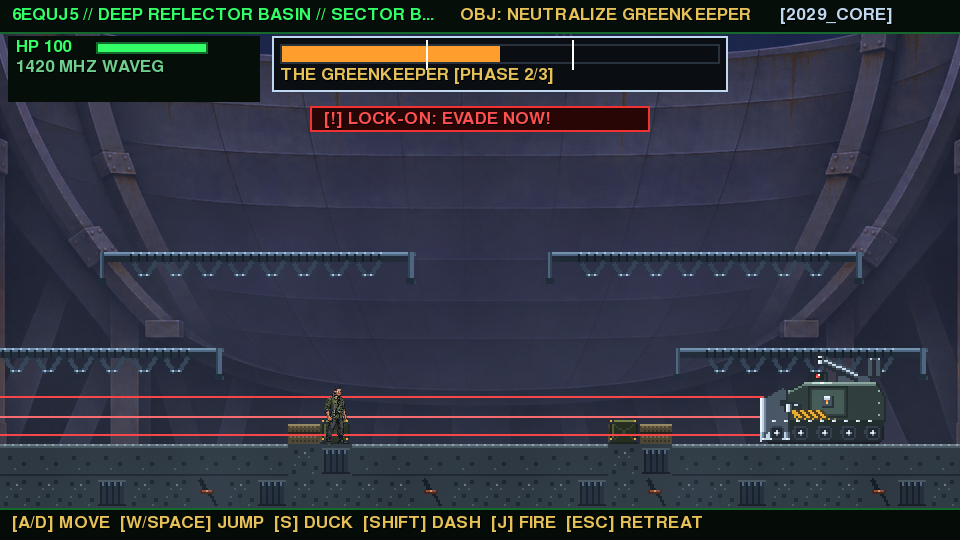 6EQUJ5 // DEEP REFLECTOR BASIN // SECTOR B... OBJ: NEUTRALIZE GREENKEEPER [2029_CORE]
HP 100
1420 MHZ WAVEG
THE GREENKEEPER [PHASE 2/3]
[!] LOCK-ON: EVADE NOW!
[A/D] MOVE [W/SPACE] JUMP [S] DUCK [SHIFT] DASH [J] FIRE [ESC] RETREAT